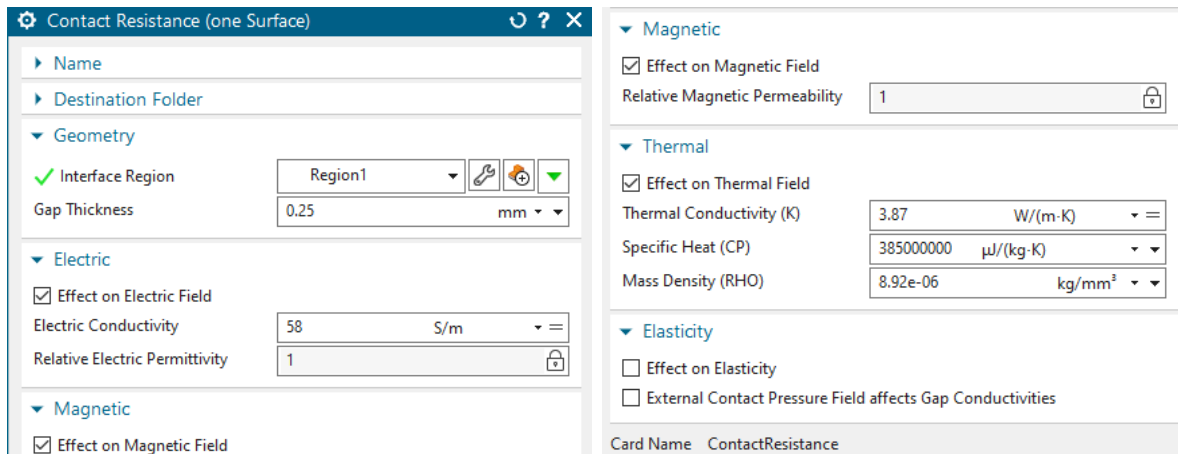 Contact Resistance (one Surface)
Name
Destination Folder
Geometry
Interface Region Region1
Gap Thickness 0.25 mm
Electric
Effect on Electric Field
Electric Conductivity 58 S/m
Relative Electric Permittivity 1
Magnetic
Effect on Magnetic Field
Magnetic
Effect on Magnetic Field
Relative Magnetic Permeability 1
Thermal
Effect on Thermal Field
Thermal Conductivity (K) 3.87 W/(m·K)
Specific Heat (CP) 385000000 μJ/(kg·K)
Mass Density (RHO) 8.92e-06 kg/mm³
Elasticity
Effect on Elasticity
External Contact Pressure Field affects Gap Conductivities
Card Name ContactResistance